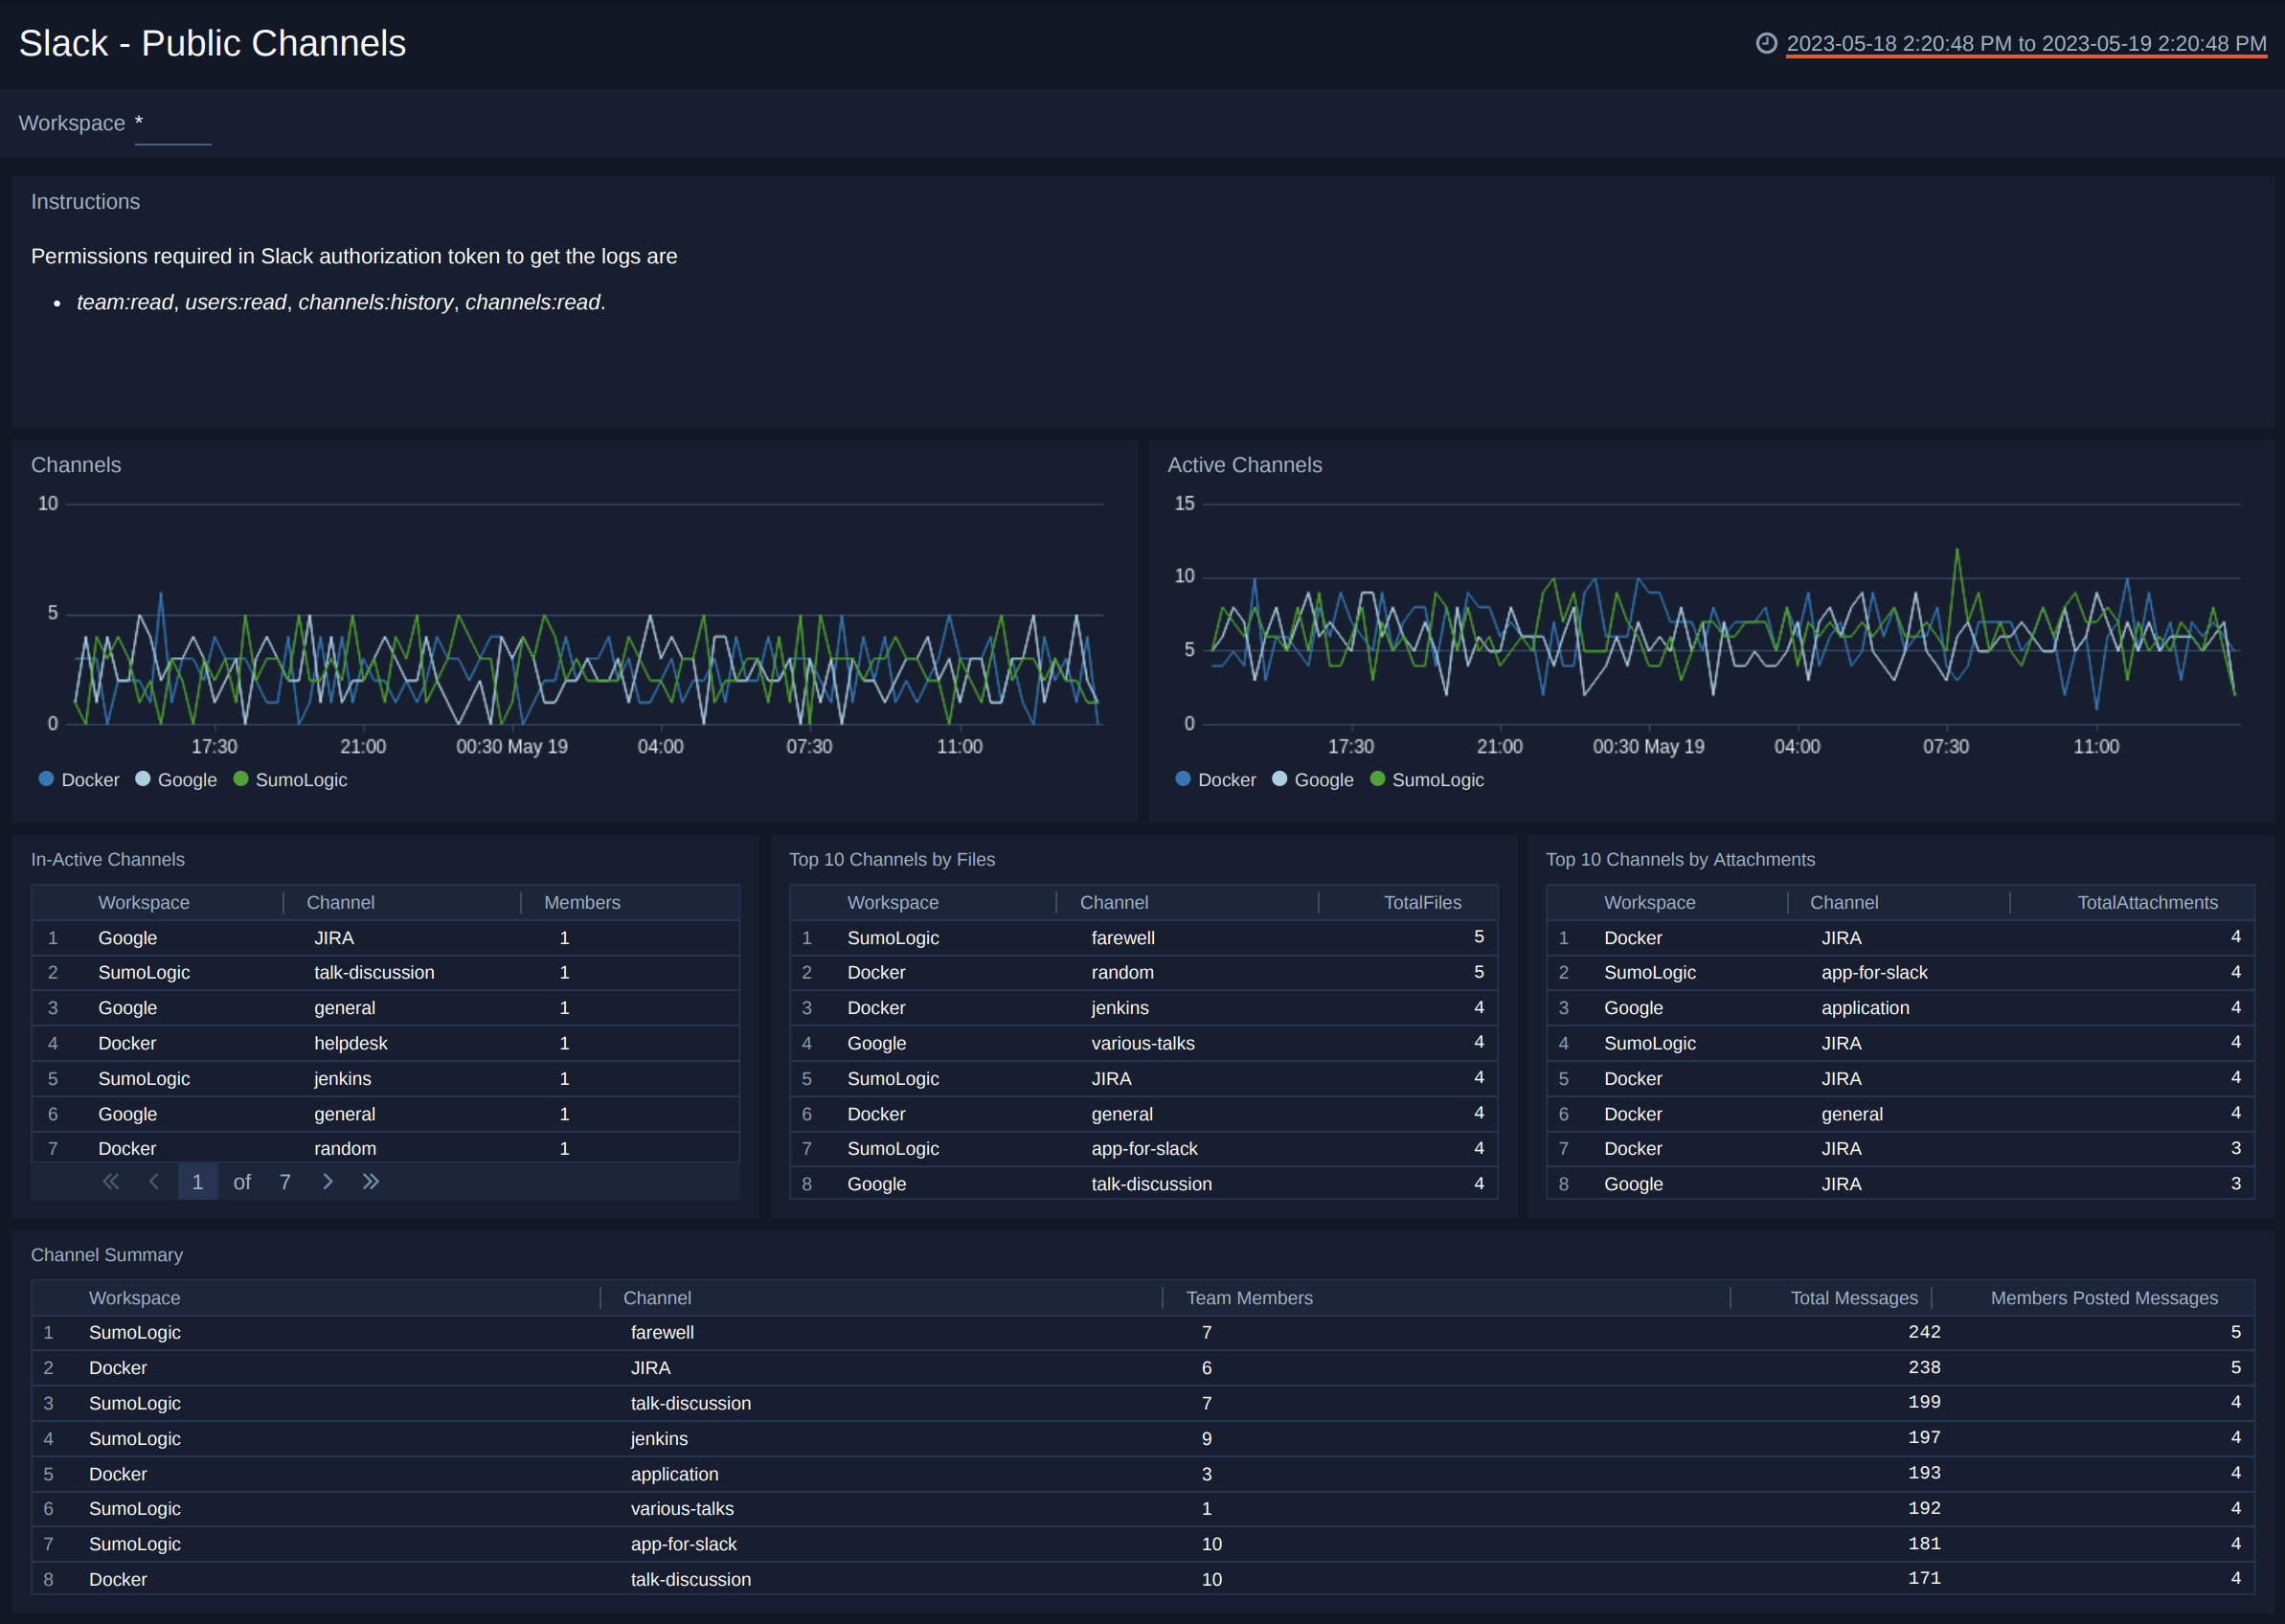 Slack - Public Channels
2023-05-18 2:20:48 PM to 2023-05-19 2:20:48 PM
Workspace *
Instructions
Permissions required in Slack authorization token to get the logs are
• team:read, users:read, channels:history, channels:read.
Channels
10
5
0
17:30 21:00 00:30 May 19 04:00 07:30 11:00
Docker Google SumoLogic
Active Channels
15
10
5
0
17:30 21:00 00:30 May 19 04:00 07:30 11:00
Docker Google SumoLogic
In-Active Channels
Workspace Channel Members
1 Google JIRA 1
2 SumoLogic talk-discussion 1
3 Google general 1
4 Docker helpdesk 1
5 SumoLogic jenkins 1
6 Google general 1
7 Docker random 1
1 of 7
Top 10 Channels by Files
Workspace Channel TotalFiles
1 SumoLogic farewell 5
2 Docker random 5
3 Docker jenkins 4
4 Google various-talks 4
5 SumoLogic JIRA 4
6 Docker general 4
7 SumoLogic app-for-slack 4
8 Google talk-discussion 4
Top 10 Channels by Attachments
Workspace Channel TotalAttachments
1 Docker JIRA 4
2 SumoLogic app-for-slack 4
3 Google application 4
4 SumoLogic JIRA 4
5 Docker JIRA 4
6 Docker general 4
7 Docker JIRA 3
8 Google JIRA 3
Channel Summary
Workspace Channel Team Members Total Messages Members Posted Messages
1 SumoLogic farewell 7 242 5
2 Docker JIRA 6 238 5
3 SumoLogic talk-discussion 7 199 4
4 SumoLogic jenkins 9 197 4
5 Docker application 3 193 4
6 SumoLogic various-talks 1 192 4
7 SumoLogic app-for-slack 10 181 4
8 Docker talk-discussion 10 171 4